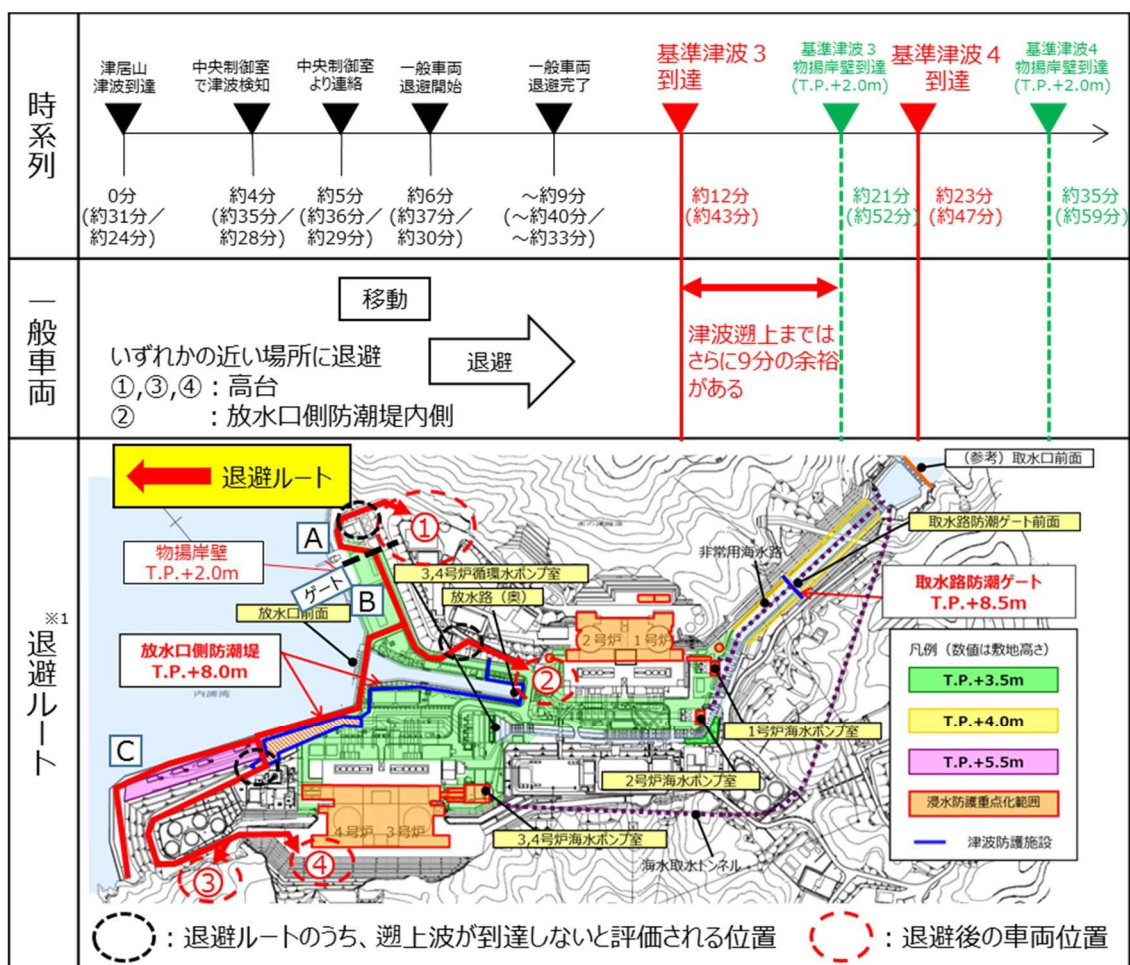 時系列
津居山
津波到達
中央制御室
で津波検知
中央制御室
より連絡
一般車両
退避開始
一般車両
退避完了
基準津波３
到達
基準津波３
物揚岸壁到達
(T.P.+2.0m)
基準津波４
到達
基準津波4
物揚岸壁到達
(T.P.+2.0m)
0分
(約31分／
約24分)
約4分
(約35分／
約28分)
約5分
(約36分／
約29分)
約6分
(約37分／
約30分)
～約9分
(～約40分／
～約33分)
約12分
(約43分)
約21分
(約52分)
約23分
(約47分)
約35分
(約59分)
一般車両
移動
いずれかの近い場所に退避
①,③,④：高台
②　　　：放水口側防潮堤内側
退避
津波遡上までは
さらに9分の余裕
がある
※1
退避ルート
退避ルート
A
①
物揚岸壁
T.P.+2.0m
ゲート
B
3,4号炉循環水ポンプ室
放水路（奥）
放水口前面
放水口側防潮堤
T.P.+8.0m
内浦湾
C
②
2号炉
1号炉
非常用海水路
（参考）取水口前面
取水路防潮ゲート前面
取水路防潮ゲート
T.P.+8.5m
1号炉海水ポンプ室
2号炉海水ポンプ室
3,4号炉海水ポンプ室
4号炉
3号炉
海水取水トンネル
③
④
凡例（数値は敷地高さ）
T.P.+3.5m
T.P.+4.0m
T.P.+5.5m
浸水防護重点化範囲
津波防護施設
：退避ルートのうち、遡上波が到達しないと評価される位置
：退避後の車両位置